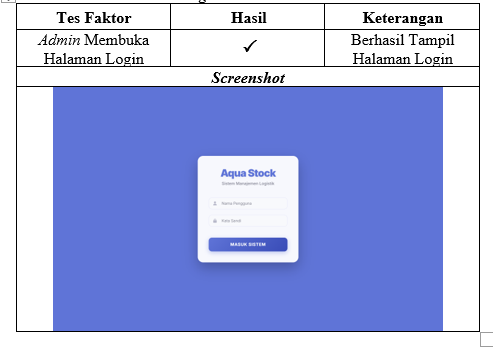 Tes Faktor Hasil Keterangan
Admin Membuka ✓ Berhasil Tampil
Halaman Login Halaman Login
Screenshot
Aqua Stock
Sistem Manajemen Logistik
Nama Pengguna
Kata Sandi
MASUK SISTEM